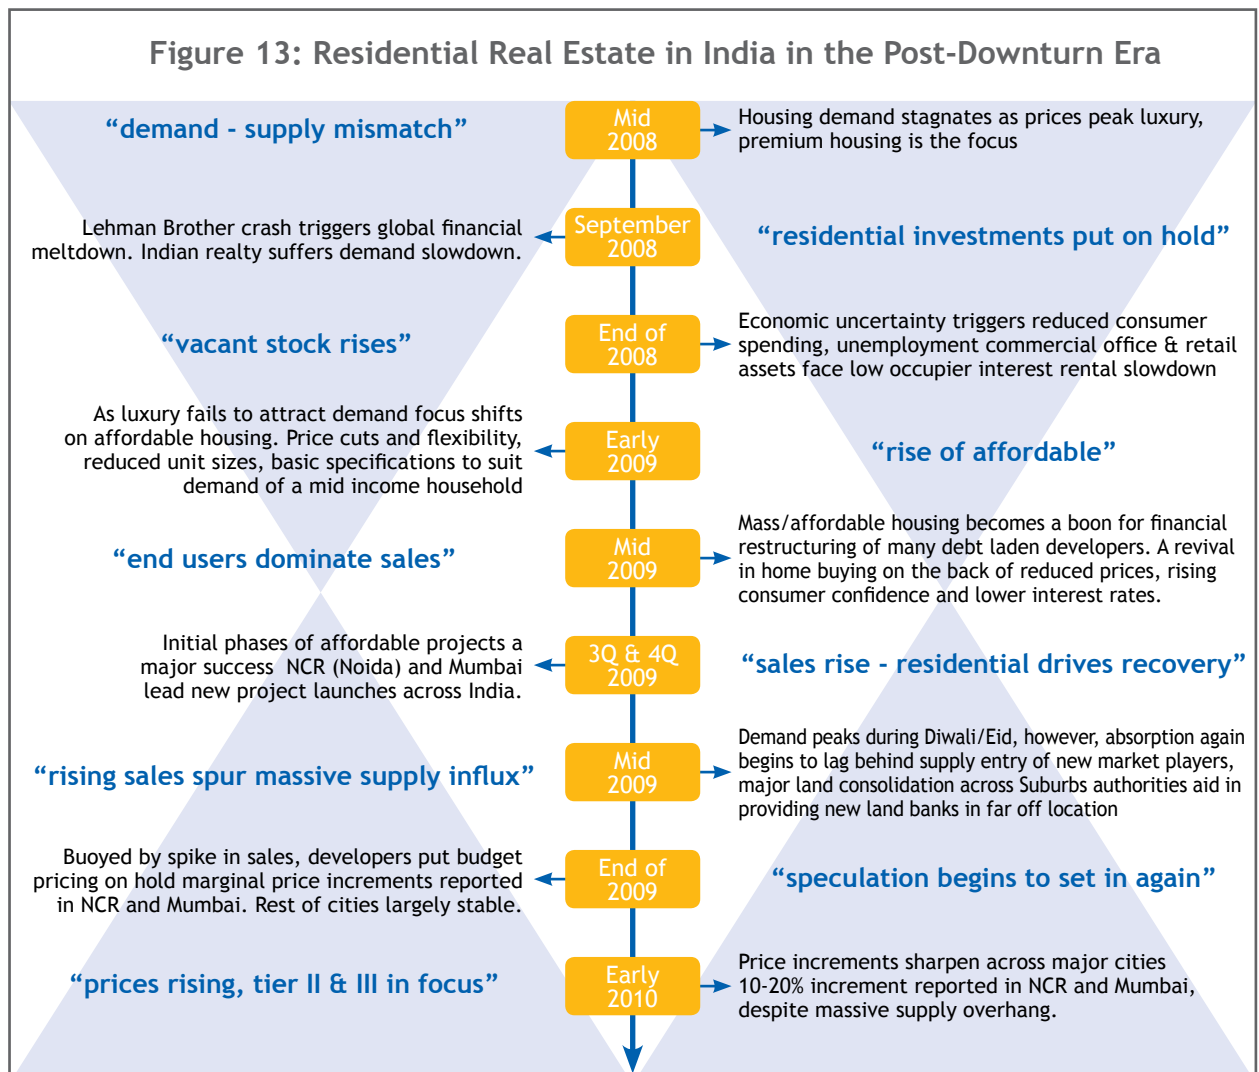 Figure 13: Residential Real Estate in India in the Post-Downturn Era
“demand - supply mismatch”
Mid
2008
Housing demand stagnates as prices peak luxury,
premium housing is the focus
Lehman Brother crash triggers global financial
meltdown. Indian realty suffers demand slowdown.
September
2008
“residential investments put on hold”
“vacant stock rises”
End of
2008
Economic uncertainty triggers reduced consumer
spending, unemployment commercial office & retail
assets face low occupier interest rental slowdown
As luxury fails to attract demand focus shifts
on affordable housing. Price cuts and flexibility,
reduced unit sizes, basic specifications to suit
demand of a mid income household
Early
2009
“rise of affordable”
“end users dominate sales”
Mid
2009
Mass/affordable housing becomes a boon for financial
restructuring of many debt laden developers. A revival
in home buying on the back of reduced prices, rising
consumer confidence and lower interest rates.
Initial phases of affordable projects a
major success NCR (Noida) and Mumbai
lead new project launches across India.
3Q & 4Q
2009
“sales rise - residential drives recovery”
“rising sales spur massive supply influx”
Mid
2009
Demand peaks during Diwali/Eid, however, absorption again
begins to lag behind supply entry of new market players,
major land consolidation across Suburbs authorities aid in
providing new land banks in far off location
Buoyed by spike in sales, developers put budget
pricing on hold marginal price increments reported
in NCR and Mumbai. Rest of cities largely stable.
End of
2009
“speculation begins to set in again”
“prices rising, tier II & III in focus”
Early
2010
Price increments sharpen across major cities
10-20% increment reported in NCR and Mumbai,
despite massive supply overhang.